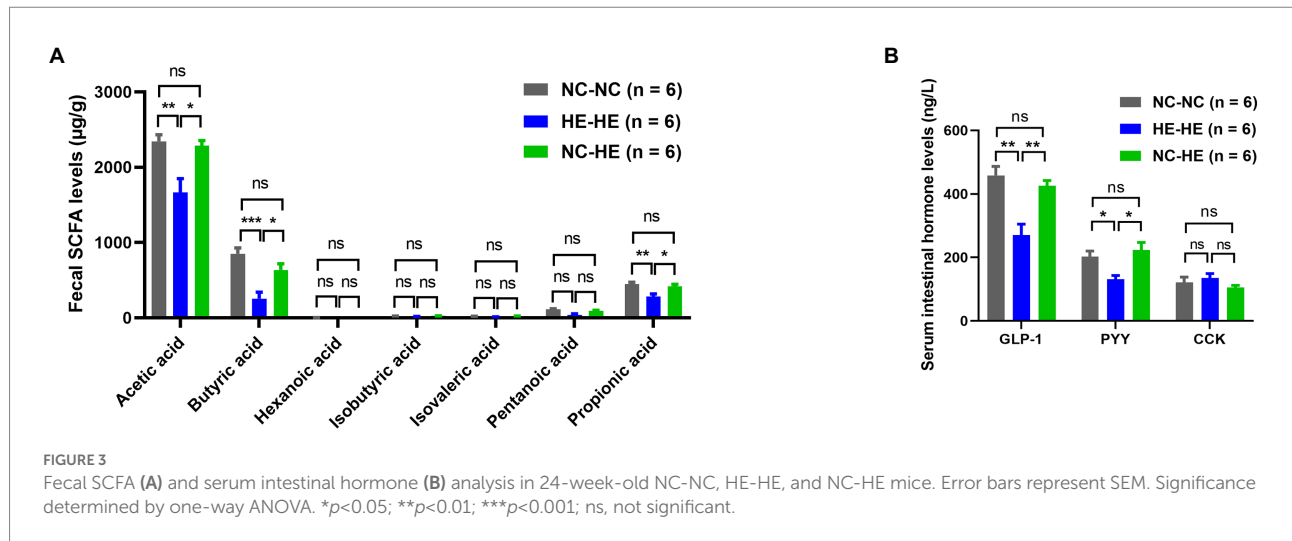 A
Fecal SCFA levels (µg/g)
3000
2000
1000
0
NC-NC (n = 6)
HE-HE (n = 6)
NC-HE (n = 6)
ns
** *
ns
*** *
ns
ns ns
ns
ns ns
ns
ns ns
ns
ns ns
ns
** *
Acetic acid
Butyric acid
Hexanoic acid
Isobutyric acid
Isovaleric acid
Pentanoic acid
Propionic acid
B
Serum intestinal hormone levels (ng/L)
600
400
200
0
NC-NC (n = 6)
HE-HE (n = 6)
NC-HE (n = 6)
ns
** **
ns
* *
ns
ns ns
GLP-1
PYY
CCK
FIGURE 3
Fecal SCFA (A) and serum intestinal hormone (B) analysis in 24-week-old NC-NC, HE-HE, and NC-HE mice. Error bars represent SEM. Significance
determined by one-way ANOVA. *p<0.05; **p<0.01; ***p<0.001; ns, not significant.